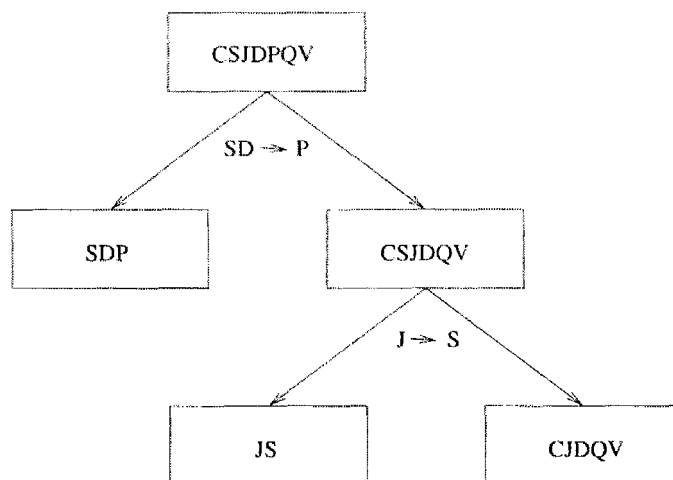 CSJDPQV
SD → P
SDP
CSJDQV
J → S
JS
CJDQV